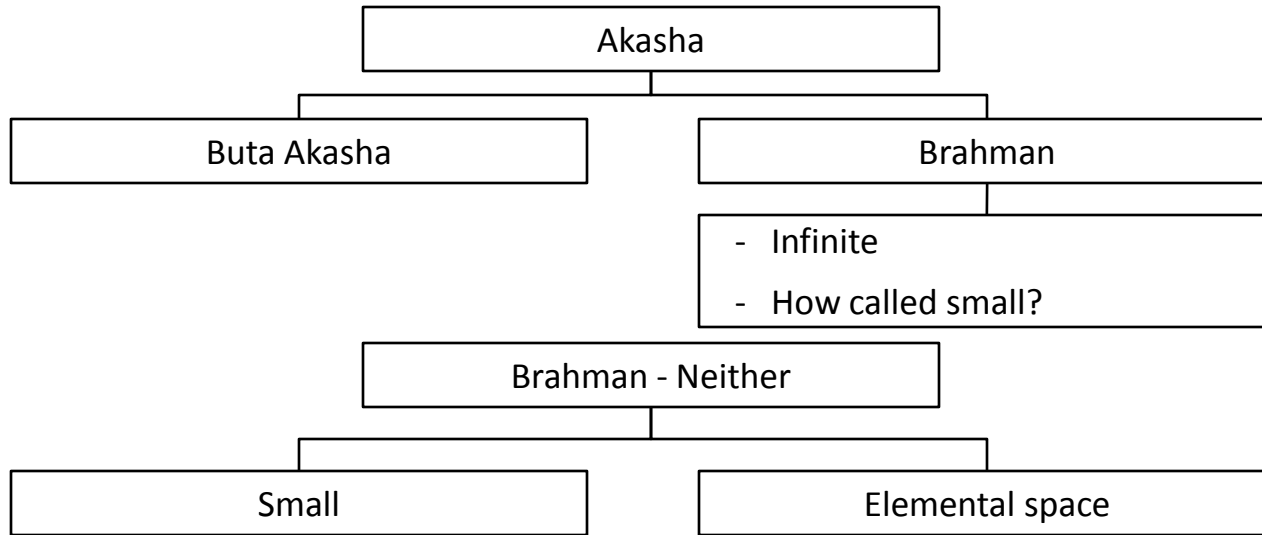 Akasha
Buta Akasha
Brahman
- Infinite
- How called small?
Brahman - Neither
Small
Elemental space